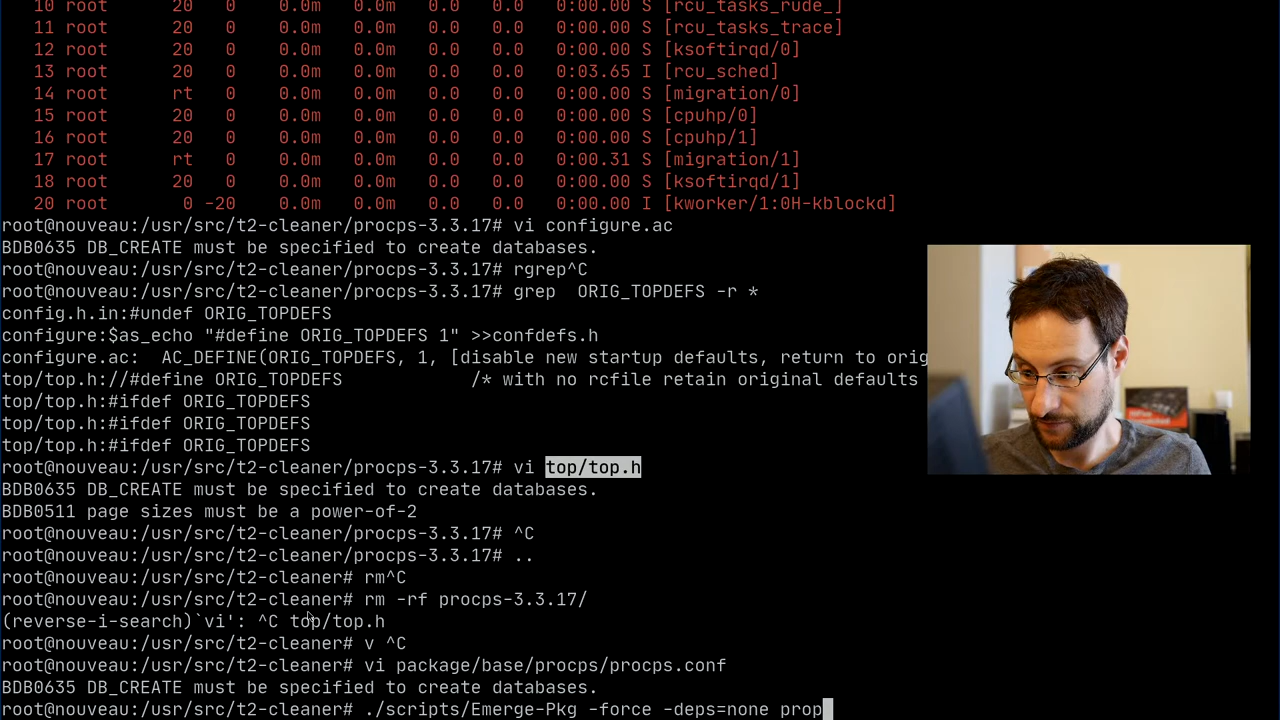 10 root 20 0 0.0m 0.0m 0.0 0.0 0:00.00 S [rcu_tasks_rude_]
11 root 20 0 0.0m 0.0m 0.0 0.0 0:00.00 S [rcu_tasks_trace]
12 root 20 0 0.0m 0.0m 0.0 0.0 0:00.00 S [ksoftirqd/0]
13 root 20 0 0.0m 0.0m 0.0 0.0 0:03.65 I [rcu_sched]
14 root rt 0 0.0m 0.0m 0.0 0.0 0:00.00 S [migration/0]
15 root 20 0 0.0m 0.0m 0.0 0.0 0:00.00 S [cpuhp/0]
16 root 20 0 0.0m 0.0m 0.0 0.0 0:00.00 S [cpuhp/1]
17 root rt 0 0.0m 0.0m 0.0 0.0 0:00.31 S [migration/1]
18 root 20 0 0.0m 0.0m 0.0 0.0 0:00.00 S [ksoftirqd/1]
20 root 0 -20 0.0m 0.0m 0.0 0.0 0:00.00 I [kworker/1:0H-kblockd]
root@nouveau:/usr/src/t2-cleaner/procps-3.3.17# vi configure.ac
BDB0635 DB_CREATE must be specified to create databases.
root@nouveau:/usr/src/t2-cleaner/procps-3.3.17# rgrep^C
root@nouveau:/usr/src/t2-cleaner/procps-3.3.17# grep  ORIG_TOPDEFS -r *
config.h.in:#undef ORIG_TOPDEFS
configure:$as_echo "#define ORIG_TOPDEFS 1" >>confdefs.h
configure.ac:  AC_DEFINE(ORIG_TOPDEFS, 1, [disable new startup defaults, return to orig
top/top.h://#define ORIG_TOPDEFS            /* with no rcfile retain original defaults
top/top.h:#ifdef ORIG_TOPDEFS
top/top.h:#ifdef ORIG_TOPDEFS
top/top.h:#ifdef ORIG_TOPDEFS
root@nouveau:/usr/src/t2-cleaner/procps-3.3.17# vi top/top.h
BDB0635 DB_CREATE must be specified to create databases.
BDB0511 page sizes must be a power-of-2
root@nouveau:/usr/src/t2-cleaner/procps-3.3.17# ^C
root@nouveau:/usr/src/t2-cleaner/procps-3.3.17# ..
root@nouveau:/usr/src/t2-cleaner# rm^C
root@nouveau:/usr/src/t2-cleaner# rm -rf procps-3.3.17/
(reverse-i-search)`vi': ^C top/top.h
root@nouveau:/usr/src/t2-cleaner# v ^C
root@nouveau:/usr/src/t2-cleaner# vi package/base/procps/procps.conf
BDB0635 DB_CREATE must be specified to create databases.
root@nouveau:/usr/src/t2-cleaner# ./scripts/Emerge-Pkg -force -deps=none prop